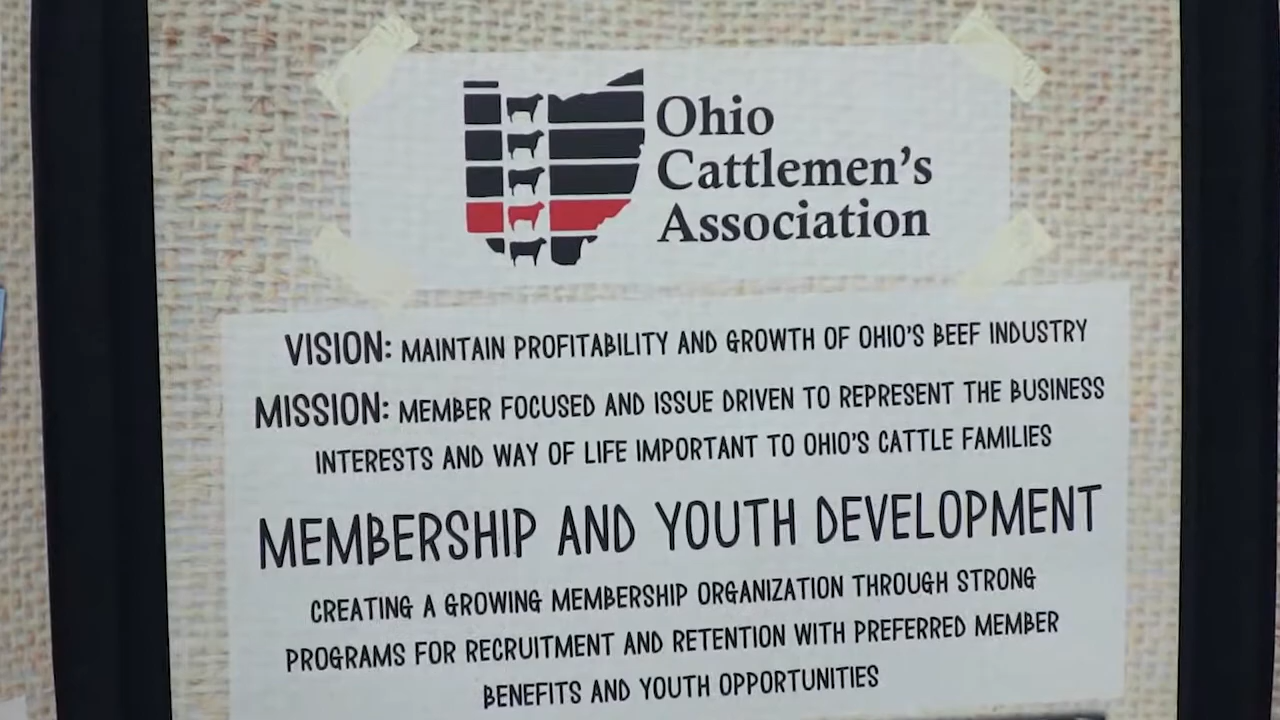 Ohio
Cattlemen's
Association
VISION: MAINTAIN PROFITABILITY AND GROWTH OF OHIO'S BEEF INDUSTRY
MISSION: MEMBER FOCUSED AND ISSUE DRIVEN TO REPRESENT THE BUSINESS
INTERESTS AND WAY OF LIFE IMPORTANT TO OHIO'S CATTLE FAMILIES
MEMBERSHIP AND YOUTH DEVELOPMENT
CREATING A GROWING MEMBERSHIP ORGANIZATION THROUGH STRONG
PROGRAMS FOR RECRUITMENT AND RETENTION WITH PREFERRED MEMBER
BENEFITS AND YOUTH OPPORTUNITIES